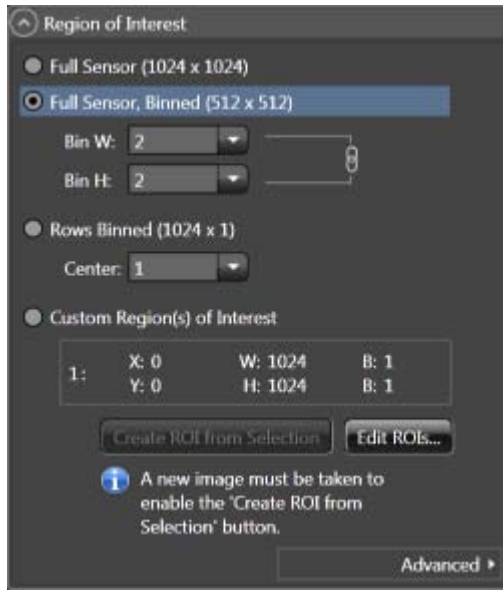 Region of Interest
Full Sensor (1024 x 1024)
Full Sensor, Binned (512 x 512)
Bin W: 2
Bin H: 2
Rows Binned (1024 x 1)
Center: 1
Custom Region(s) of Interest
1: X: 0 W: 1024 B: 1
Y: 0 H: 1024 B: 1
Create ROI from Selection Edit ROIs...
A new image must be taken to
enable the 'Create ROI from
Selection' button.
Advanced